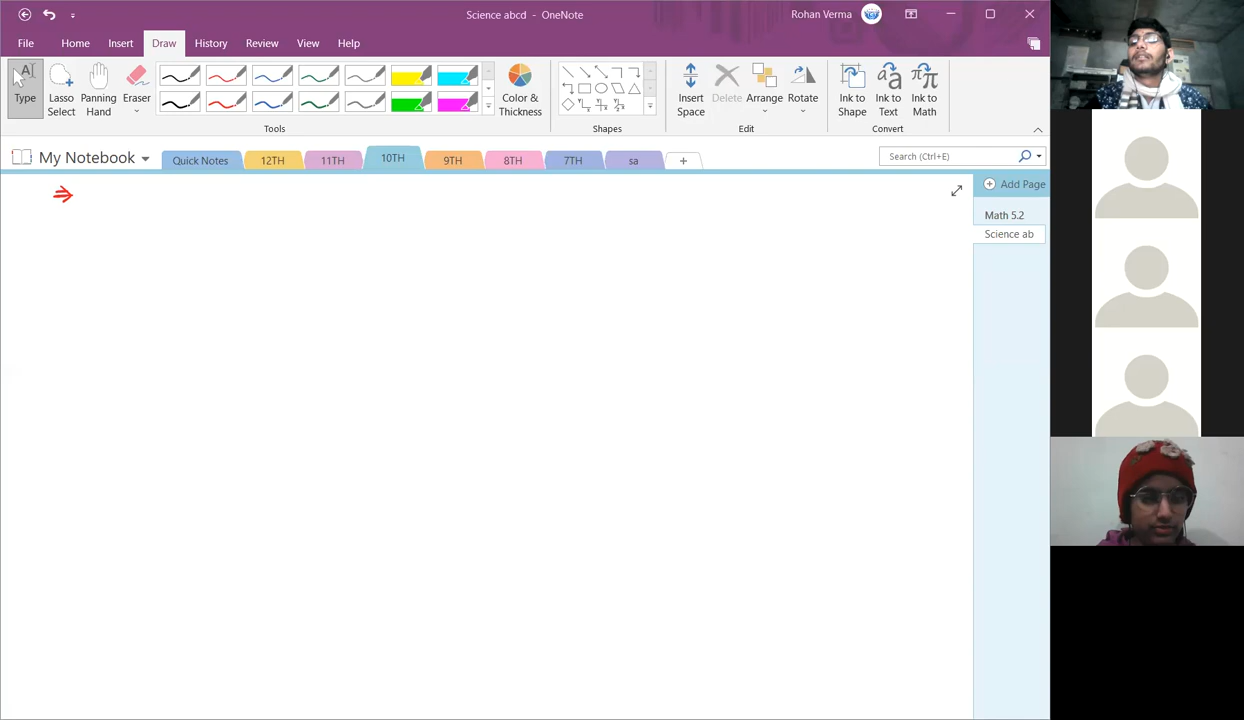 Science abcd - OneNote
Rohan Verma
File Home Insert Draw History Review View Help
Type
Lasso Select
Panning Hand
Eraser
Color & Thickness
Insert Space
Delete
Arrange
Rotate
Ink to Shape
Ink to Text
Ink to Math
Tools
Shapes
Edit
Convert
My Notebook
Quick Notes 12TH 11TH 10TH 9TH 8TH 7TH sa
Search (Ctrl+E)
Add Page
Math 5.2
Science ab